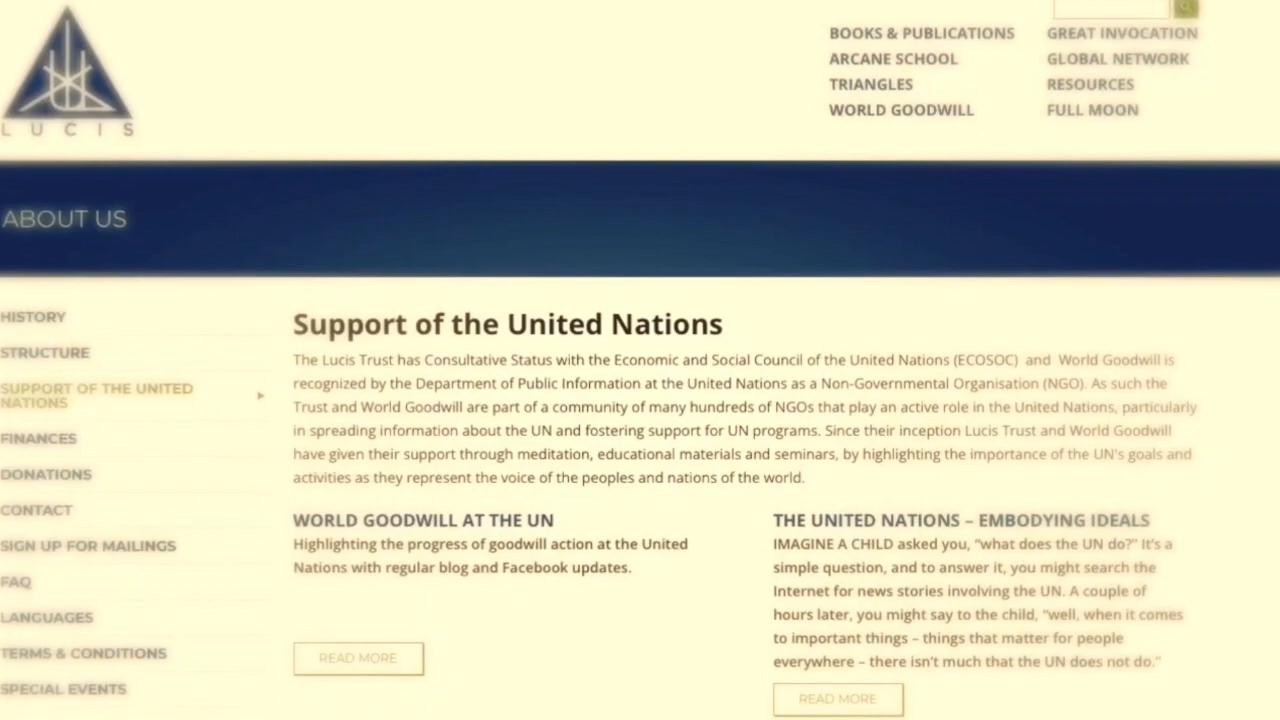 LUCIS
BOOKS & PUBLICATIONS
ARCANE SCHOOL
TRIANGLES
WORLD GOODWILL
GREAT INVOCATION
GLOBAL NETWORK
RESOURCES
FULL MOON
ABOUT US
HISTORY
STRUCTURE
SUPPORT OF THE UNITED
NATIONS
FINANCES
DONATIONS
CONTACT
SIGN UP FOR MAILINGS
FAQ
LANGUAGES
TERMS & CONDITIONS
SPECIAL EVENTS
Support of the United Nations
The Lucis Trust has Consultative Status with the Economic and Social Council of the United Nations (ECOSOC) and World Goodwill is
recognized by the Department of Public Information at the United Nations as a Non-Governmental Organisation (NGO). As such the
Trust and World Goodwill are part of a community of many hundreds of NGOs that play an active role in the United Nations, particularly
in spreading information about the UN and fostering support for UN programs. Since their inception Lucis Trust and World Goodwill
have given their support through meditation, educational materials and seminars, by highlighting the importance of the UN's goals and
activities as they represent the voice of the peoples and nations of the world.
WORLD GOODWILL AT THE UN
Highlighting the progress of goodwill action at the United
Nations with regular blog and Facebook updates.
READ MORE
THE UNITED NATIONS – EMBODYING IDEALS
IMAGINE A CHILD asked you, “what does the UN do?” It’s a
simple question, and to answer it, you might search the
Internet for news stories involving the UN. A couple of
hours later, you might say to the child, “well, when it comes
to important things – things that matter for people
everywhere – there isn’t much that the UN does not do.”
READ MORE